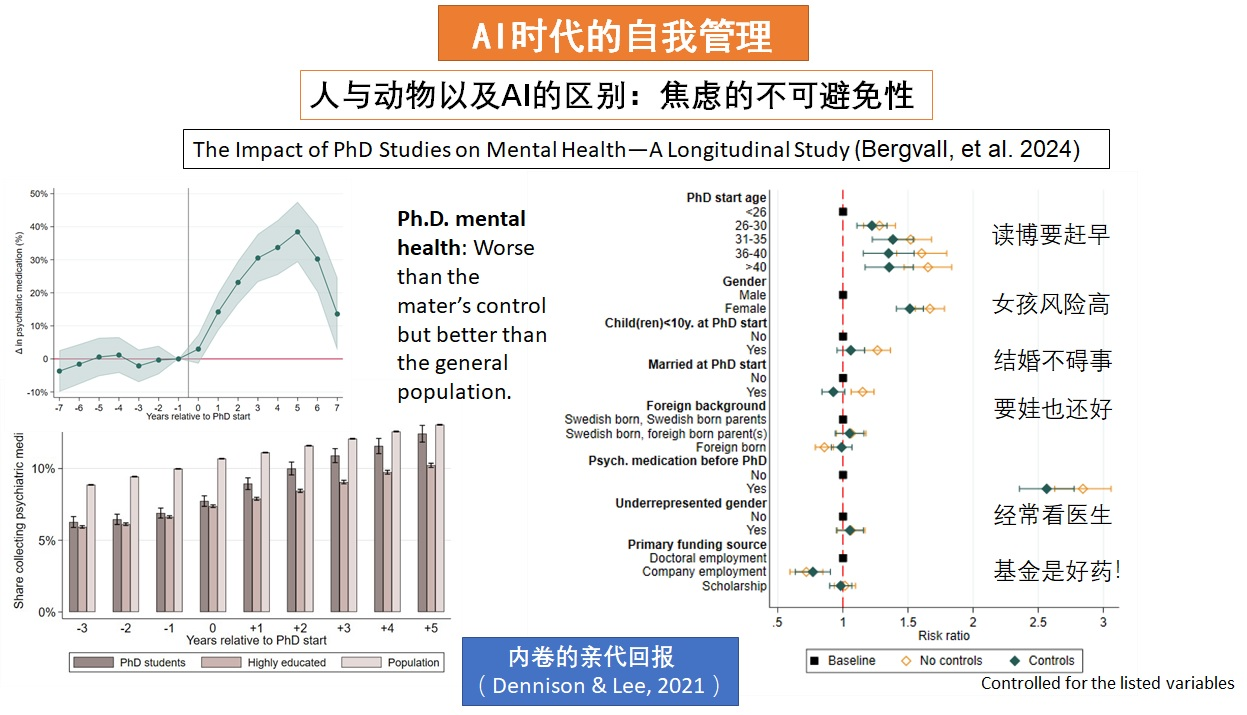 AI时代的自我管理
人与动物以及AI的区别：焦虑的不可避免性
The Impact of PhD Studies on Mental Health—A Longitudinal Study (Bergvall, et al. 2024)
Δ in psychiatric medication (%)
50%
40%
30%
20%
10%
0
-10%
-7 -6 -5 -4 -3 -2 -1 0 1 2 3 4 5 6 7
Years relative to PhD start
Ph.D. mental
health: Worse
than the
mater’s control
but better than
the general
population.
Share collecting psychiatric medi
10%
5%
0%
-3 -2 -1 0 +1 +2 +3 +4 +5
Years relative to PhD start
PhD students Highly educated Population
PhD start age
<26
26-30
31-35
36-40
>40
Gender
Male
Female
Child(ren)<10y. at PhD start
No
Yes
Married at PhD start
No
Yes
Foreign background
Swedish born, Swedish born parents
Swedish born, foreigh born parent(s)
Foreign born
Psych. medication before PhD
No
Yes
Underrepresented gender
No
Yes
Primary funding source
Doctoral employment
Company employment
Scholarship
.5 1 1.5 2 2.5 3
Risk ratio
Baseline No controls Controls
读博要赶早
女孩风险高
结婚不碍事
要娃也还好
经常看医生
基金是好药！
Controlled for the listed variables
内卷的亲代回报
（Dennison & Lee, 2021 ）